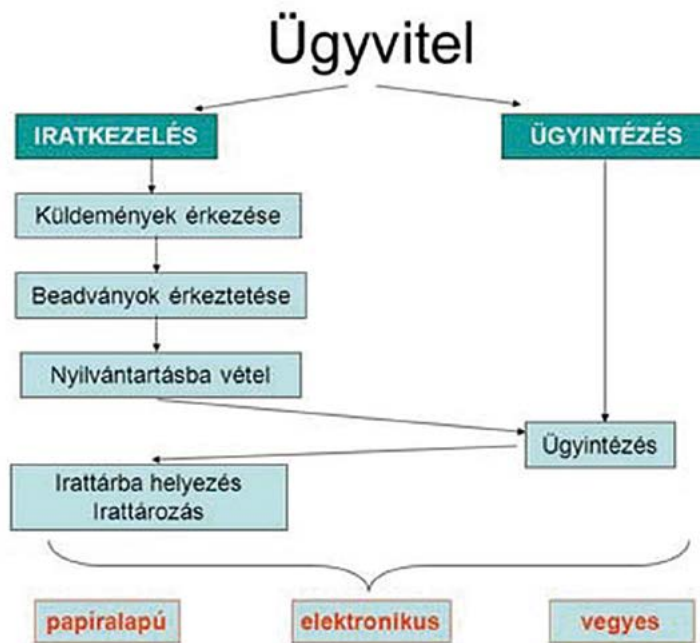 Ügyvitel
IRATKEZELÉS
ÜGYINTÉZÉS
Küldemények érkezése
Beadványok érkeztetése
Nyilvántartásba vétel
Ügyintézés
Irattárba helyezés
Irattározás
papíralapú
elektronikus
vegyes